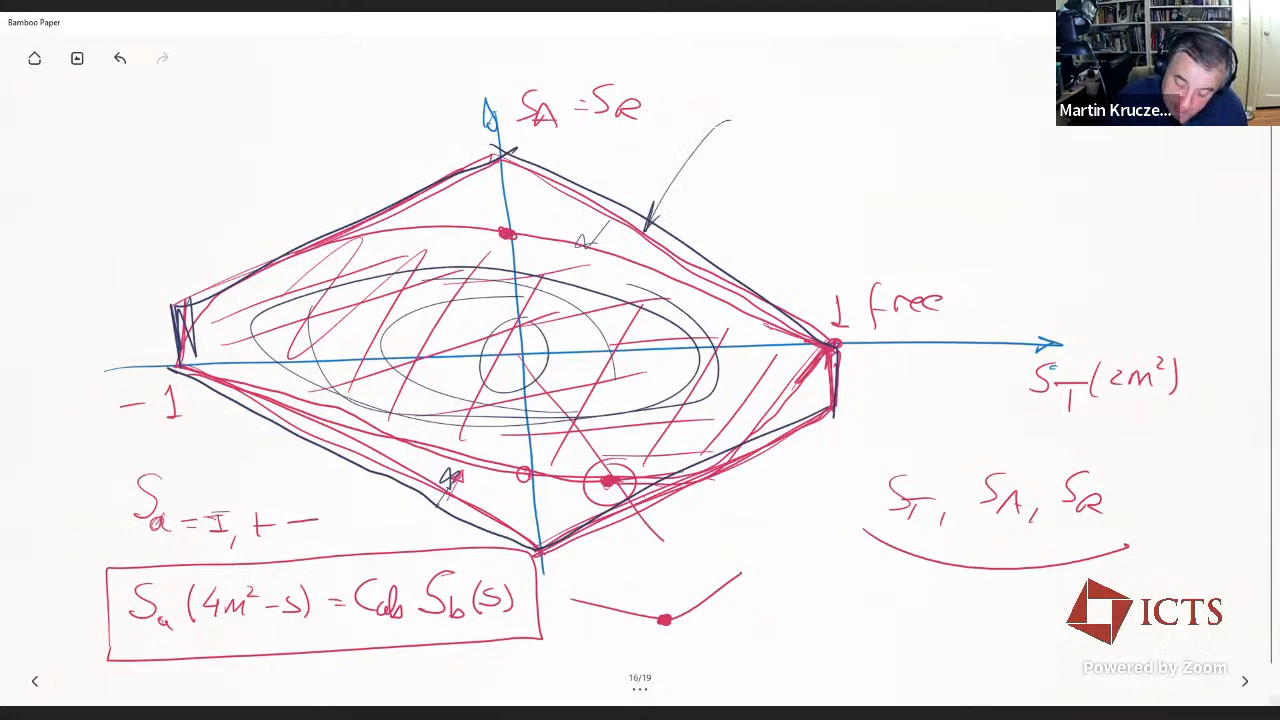 Bamboo Paper
S_A = S_R
Martin Krucze...
1 free
S_T (2m²)
-1
S_a = I, + -
S_T, S_A, S_R
S_a (4m² - s) = C_ab S_b(s)
ICTS
Powered by Zoom
16/19